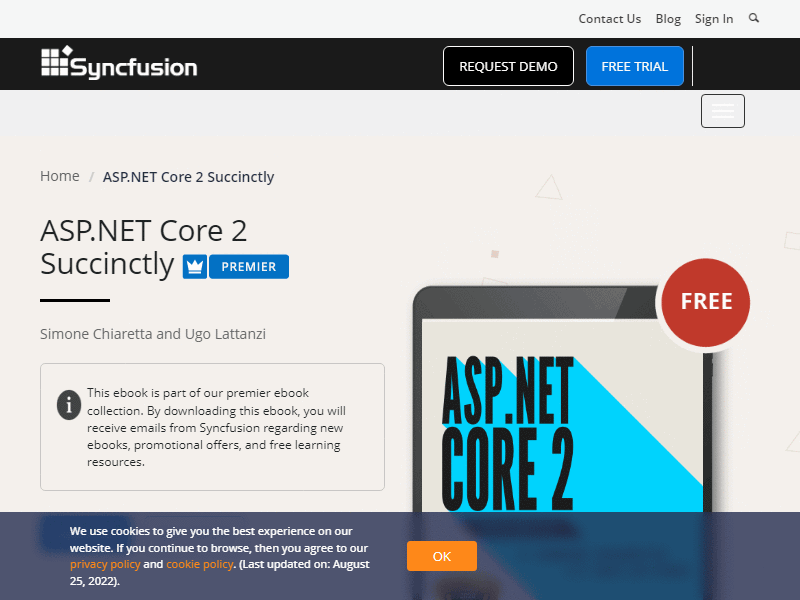 Contact Us Blog Sign In
Syncfusion
REQUEST DEMO FREE TRIAL
Home / ASP.NET Core 2 Succinctly
ASP.NET Core 2
Succinctly PREMIER
Simone Chiaretta and Ugo Lattanzi
FREE
This ebook is part of our premier ebook
collection. By downloading this ebook, you will
receive emails from Syncfusion regarding new
ebooks, promotional offers, and free learning
resources.
ASP.NET
CORE 2
We use cookies to give you the best experience on our
website. If you continue to browse, then you agree to our
privacy policy and cookie policy. (Last updated on: August
25, 2022).
OK